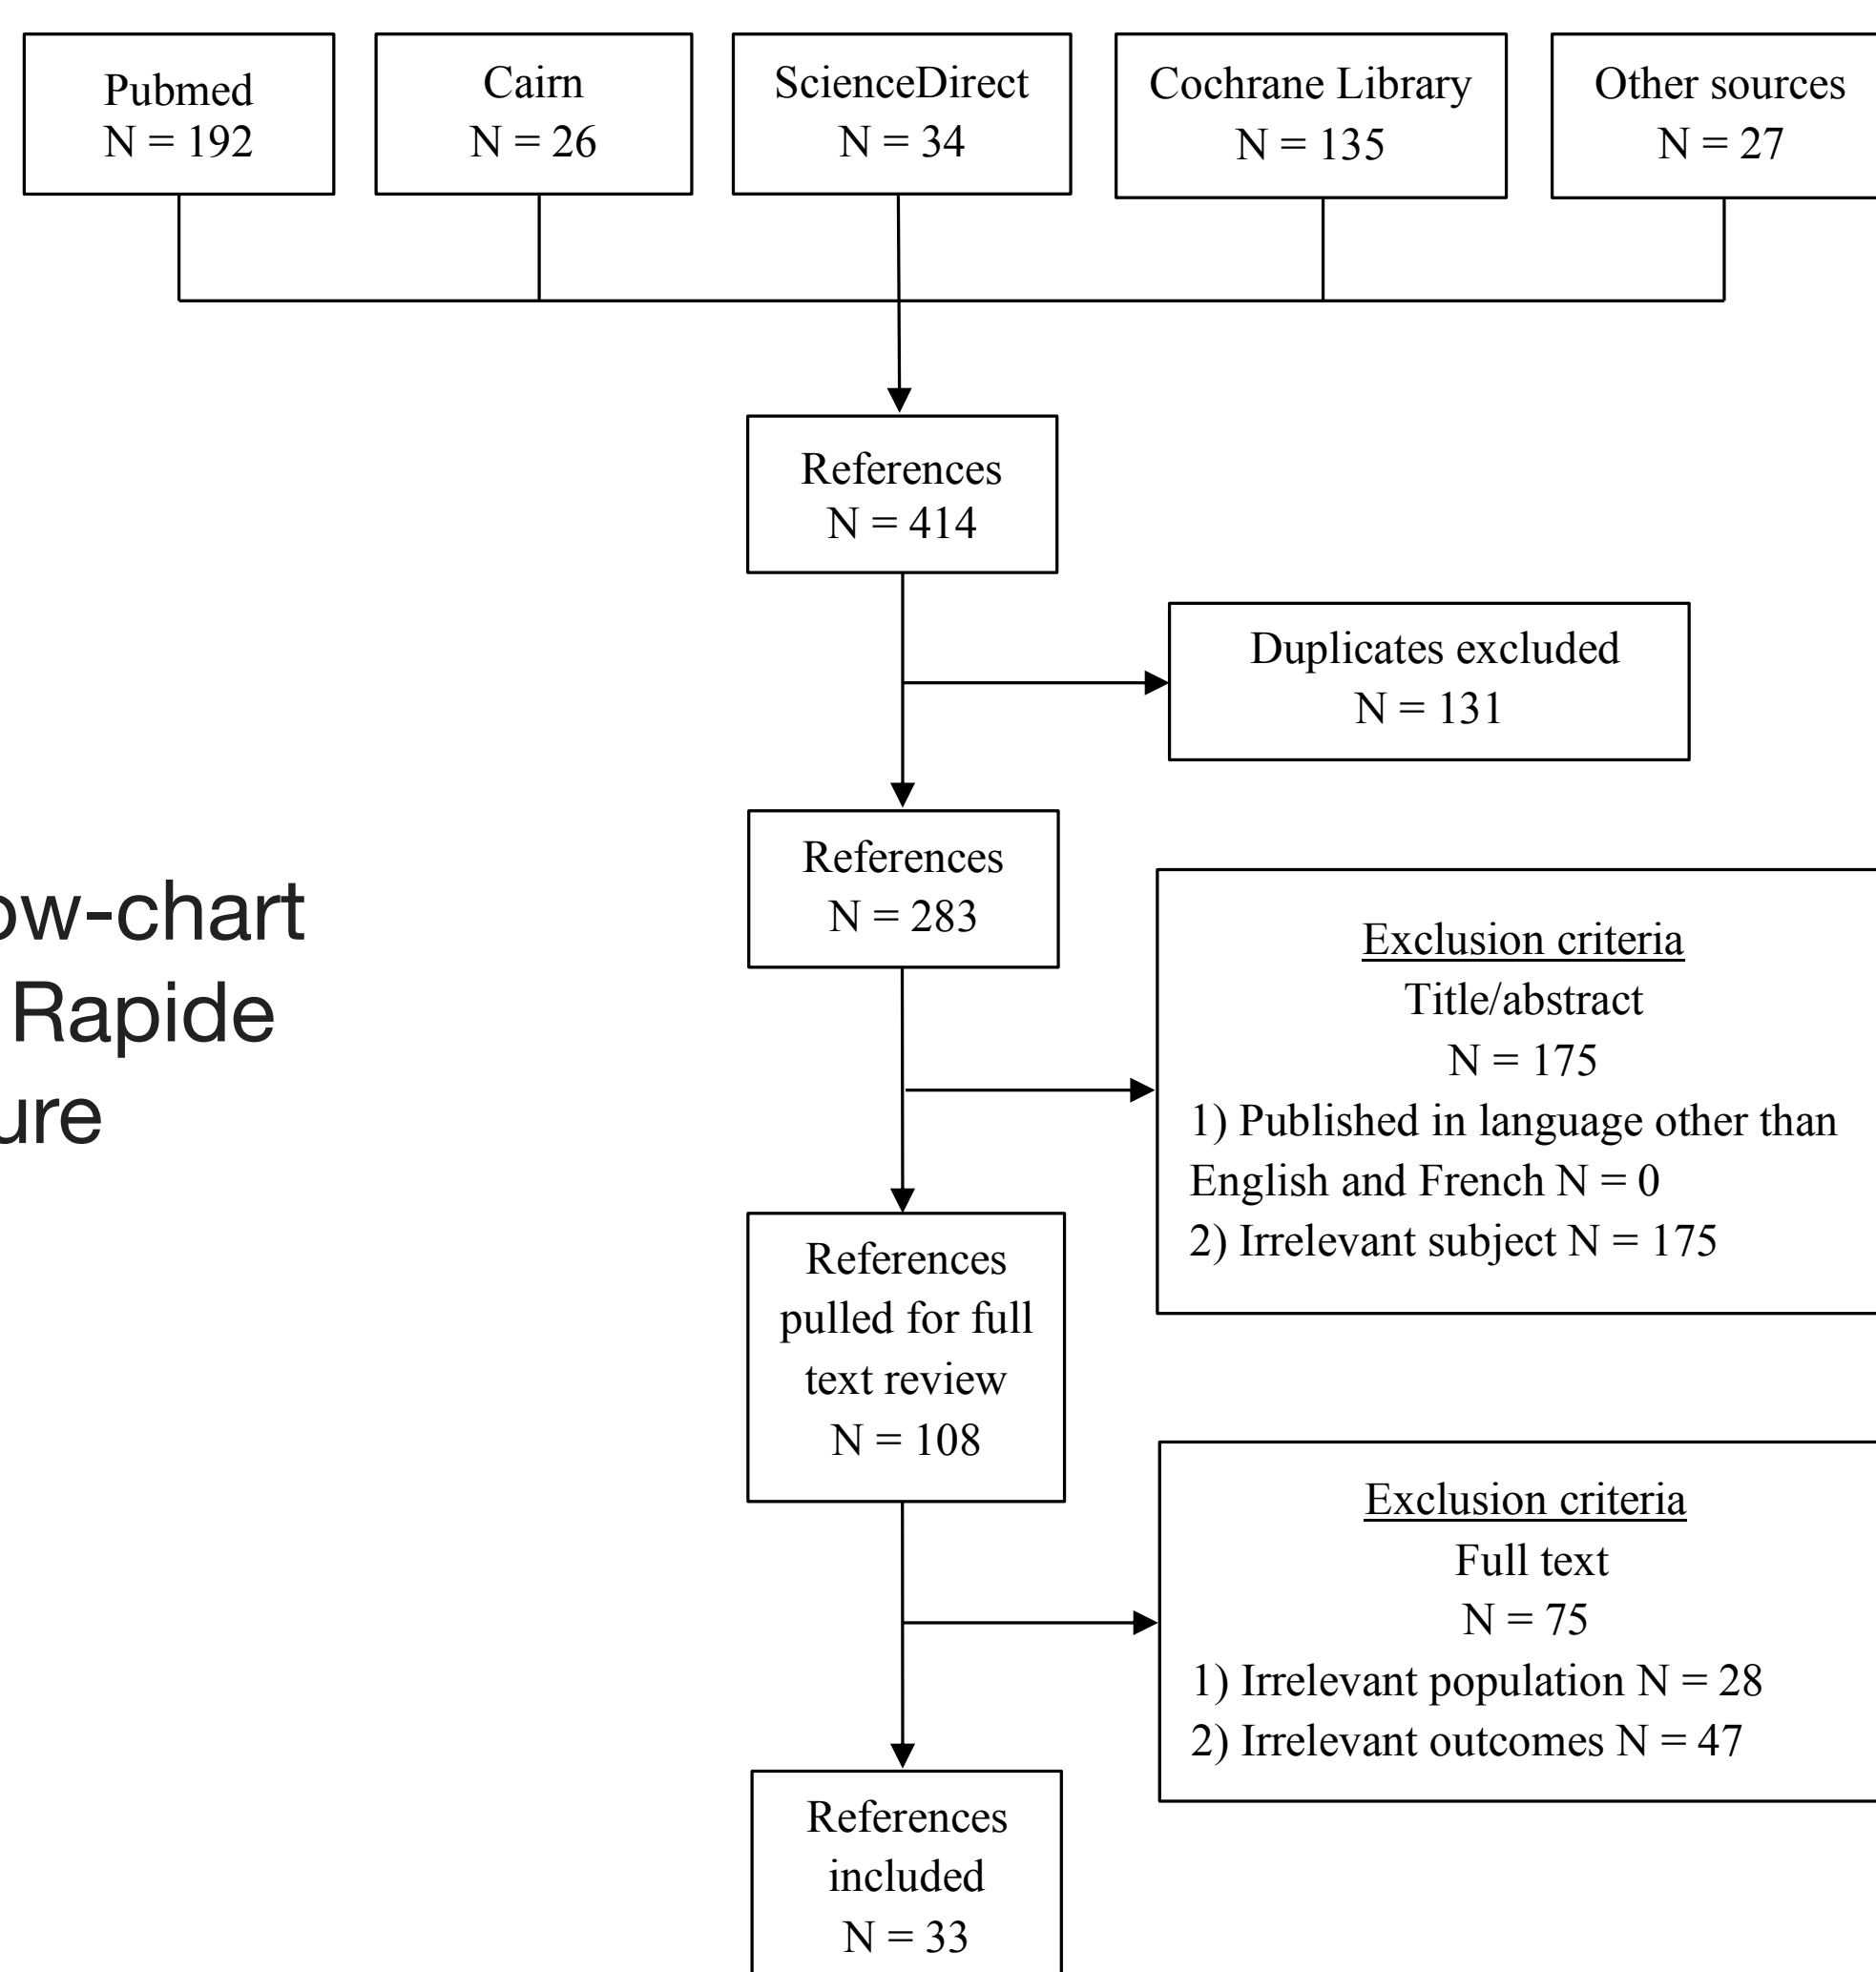 Pubmed
N = 192
Cairn
N = 26
ScienceDirect
N = 34
Cochrane Library
N = 135
Other sources
N = 27
References
N = 414
Duplicates excluded
N = 131
References
N = 283
ow-chart
Rapide
ure
Exclusion criteria
Title/abstract
N = 175
1) Published in language other than
English and French N = 0
2) Irrelevant subject N = 175
References
pulled for full
text review
N = 108
Exclusion criteria
Full text
N = 75
1) Irrelevant population N = 28
2) Irrelevant outcomes N = 47
References
included
N = 33